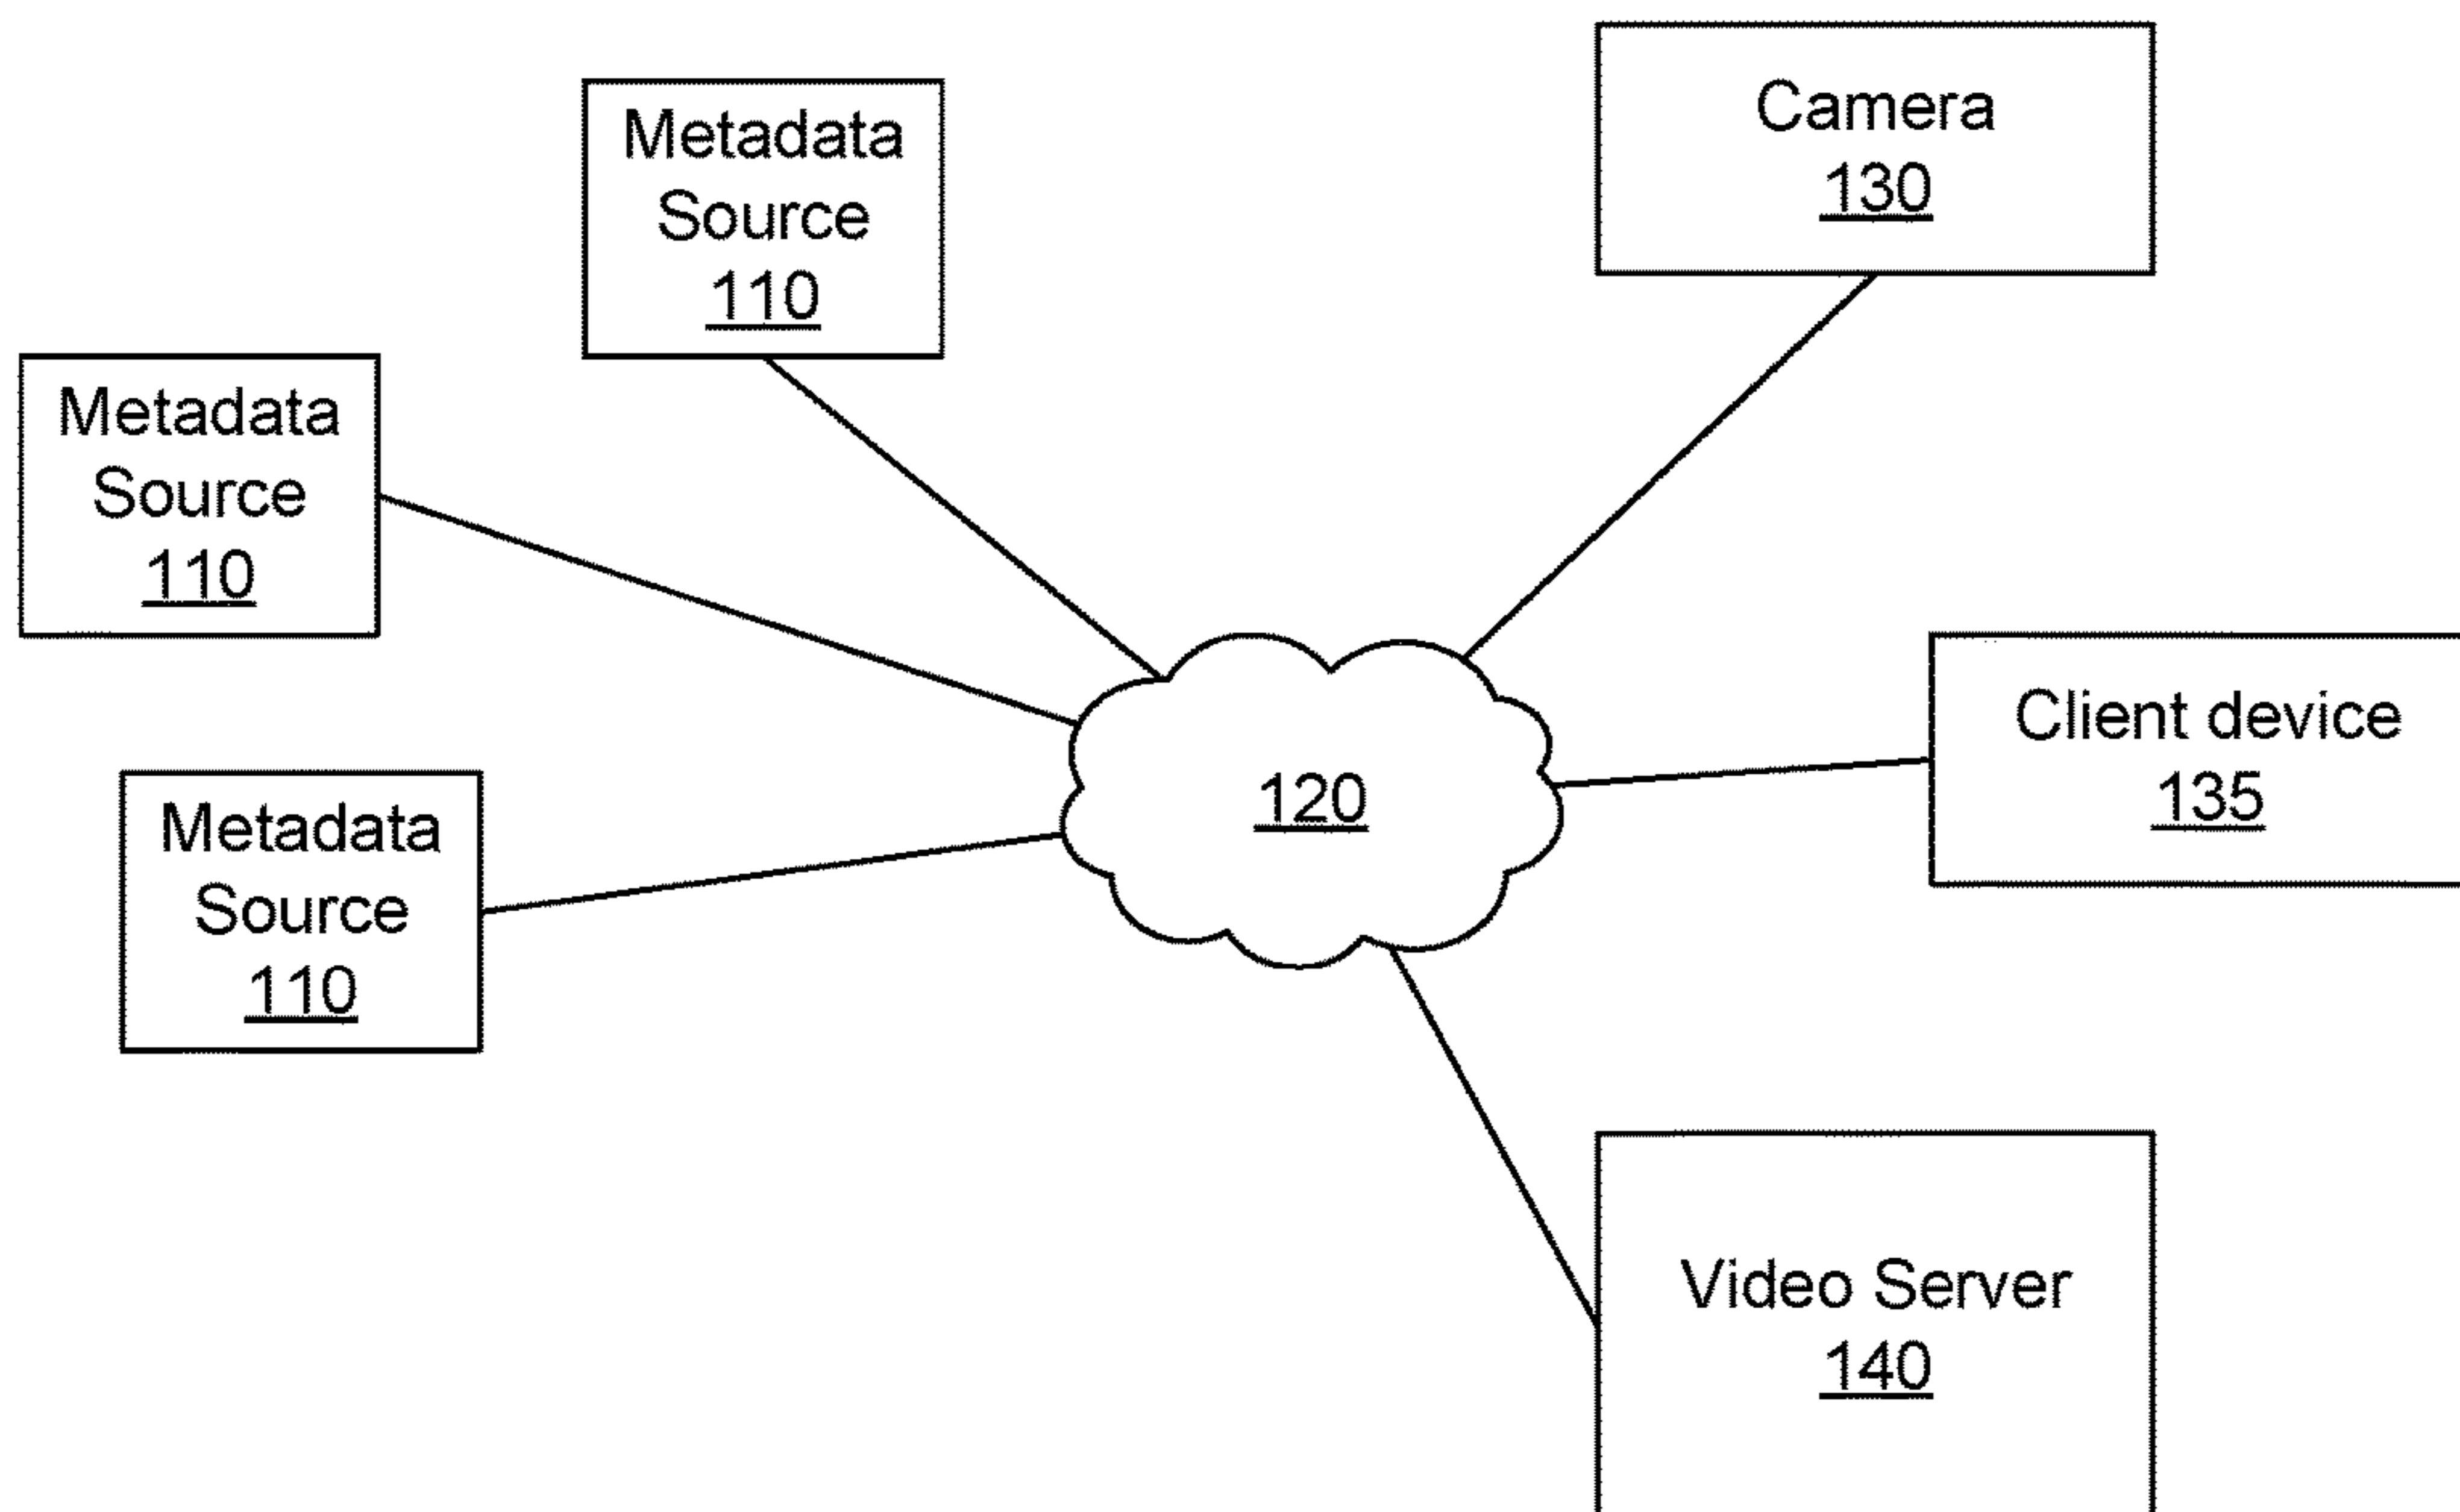 Metadata
Source
110
Camera
130
Metadata
Source
110
Client device
135
120
Metadata
Source
110
Video Server
140